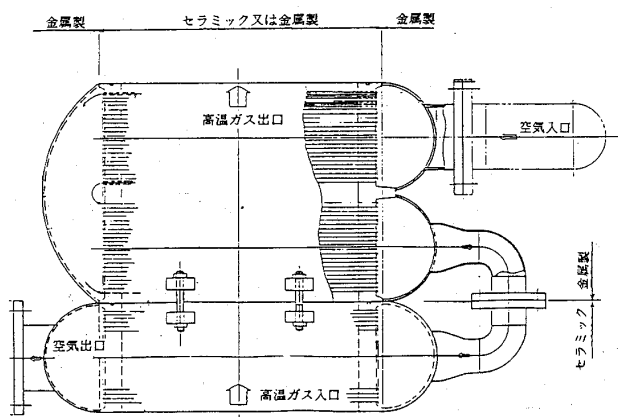 金属製
セラミック又は金属製
金属製
高温ガス出口
空気入口
金属製
セラミック
空気出口
高温ガス入口